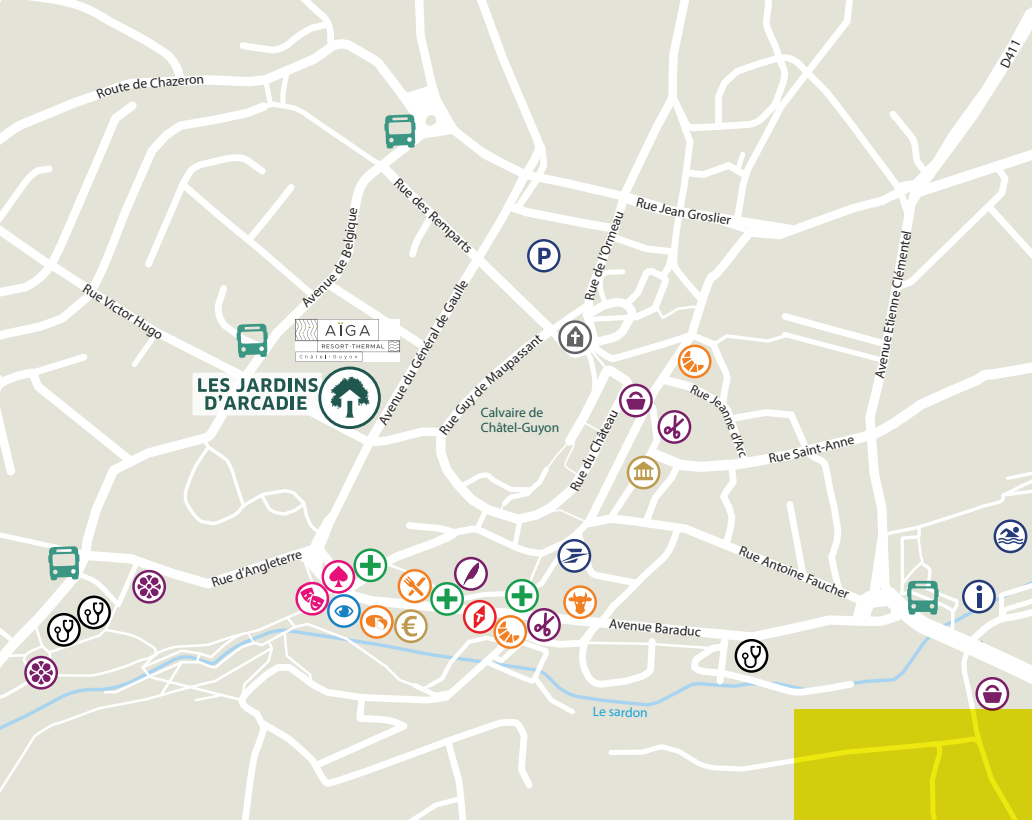 D411
Route de Chazeron
Rue des Remparts
Rue Jean Groslier
Avenue de Belgique
Rue de l'Ormeau
P
Avenue Etienne Clémentel
Rue Victor Hugo
AÏGA
RESORT-THERMAL
Châtel-Guyon
Avenue du Général de Gaulle
Rue Guy de Maupassant
LES JARDINS
D'ARCADIE
Calvaire de
Châtel-Guyon
Rue du Château
Rue Jeanne d'Arc
Rue Saint-Anne
Rue d'Angleterre
Rue Antoine Faucher
i
€
Avenue Baraduc
Le sardon